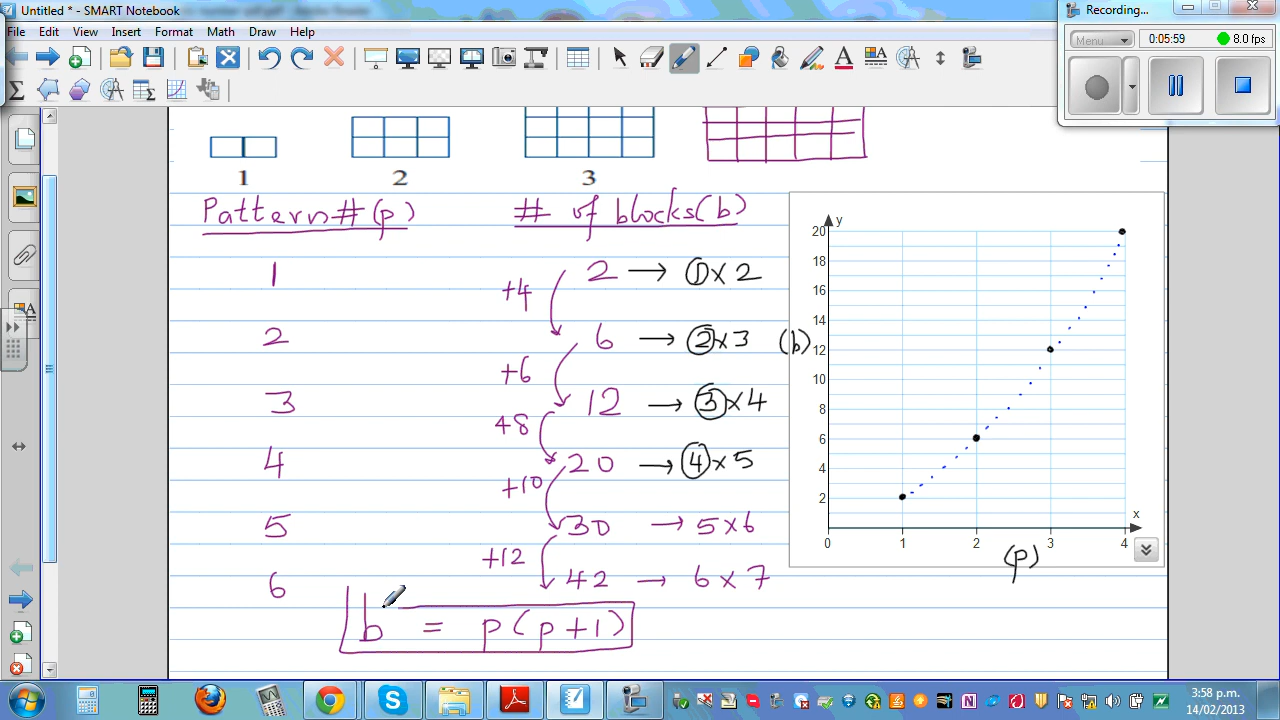 Untitled * - SMART Notebook
Recording...
File Edit View Insert Format Math Draw Help
Menu 0:05:59 8.0 fps
1 2 3
Pattern#(p) # of blocks(b)
1 2 → 1 x 2
+4
2 6 → 2 x 3
+6
3 12 → 3 x 4
+8
4 20 → 4 x 5
+10
5 30 → 5 x 6
+12
6 42 → 6 x 7
b = p(p+1)
y
20
18
16
14
(b) 12
10
8
6
4
2
x
0 1 2 3 4
(p)
3:58 p.m.
14/02/2013